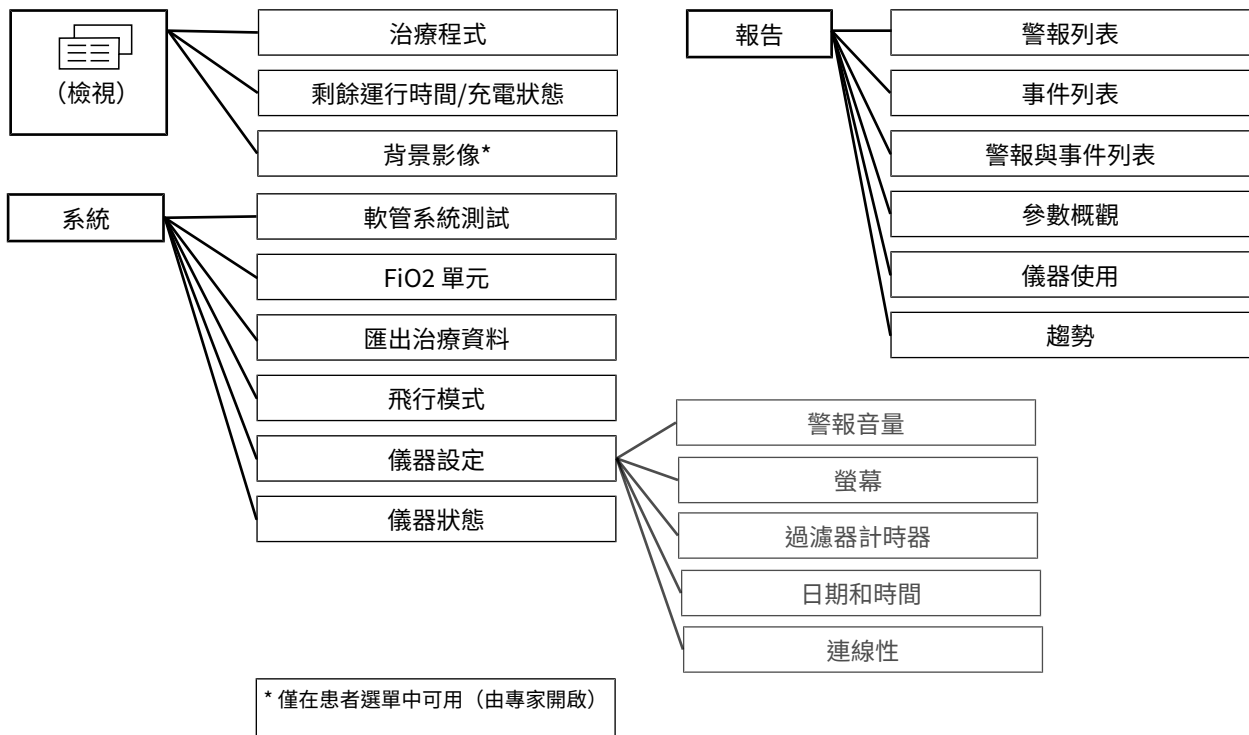 （檢視）
治療程式
剩餘運行時間/充電狀態
背景影像*
系統
軟管系統測試
FiO2 單元
匯出治療資料
飛行模式
儀器設定
儀器狀態
警報音量
螢幕
過濾器計時器
日期和時間
連線性
報告
警報列表
事件列表
警報與事件列表
參數概觀
儀器使用
趨勢
* 僅在患者選單中可用（由專家開啟）